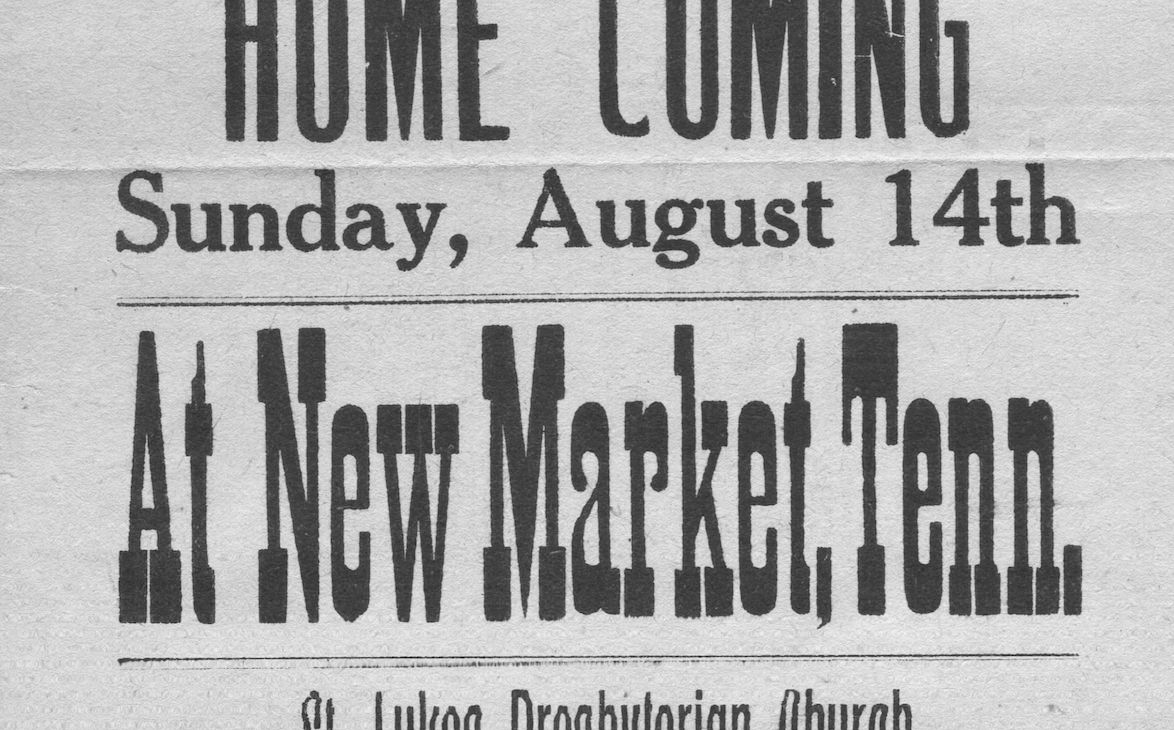 HOME COMING
Sunday, August 14th
At New Market, Tenn.
St. Lukes Presbyterian Church